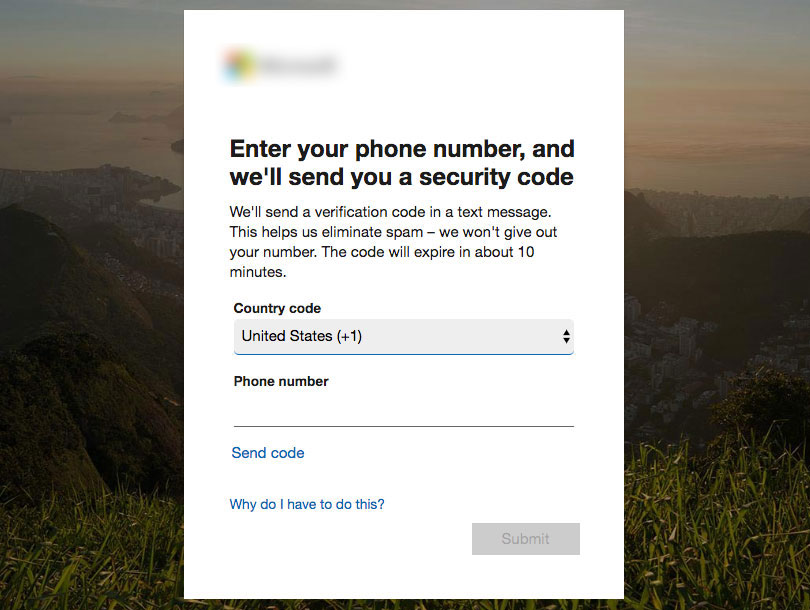 Enter your phone number, and
we'll send you a security code
We'll send a verification code in a text message.
This helps us eliminate spam – we won't give out
your number. The code will expire in about 10
minutes.
Country code
United States (+1)
Phone number
Send code
Why do I have to do this?
Submit